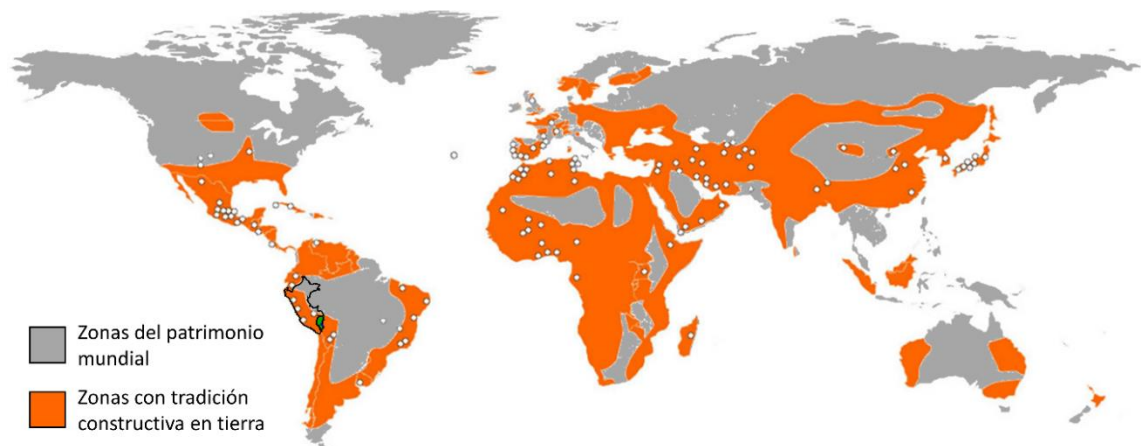 Zonas del patrimonio
mundial
Zonas con tradición
constructiva en tierra